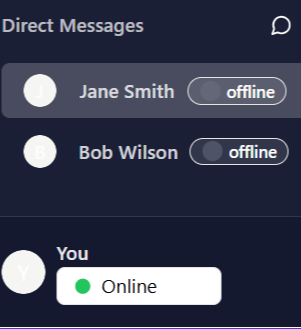 Direct Messages
J Jane Smith offline
B Bob Wilson offline
You
Y
Online